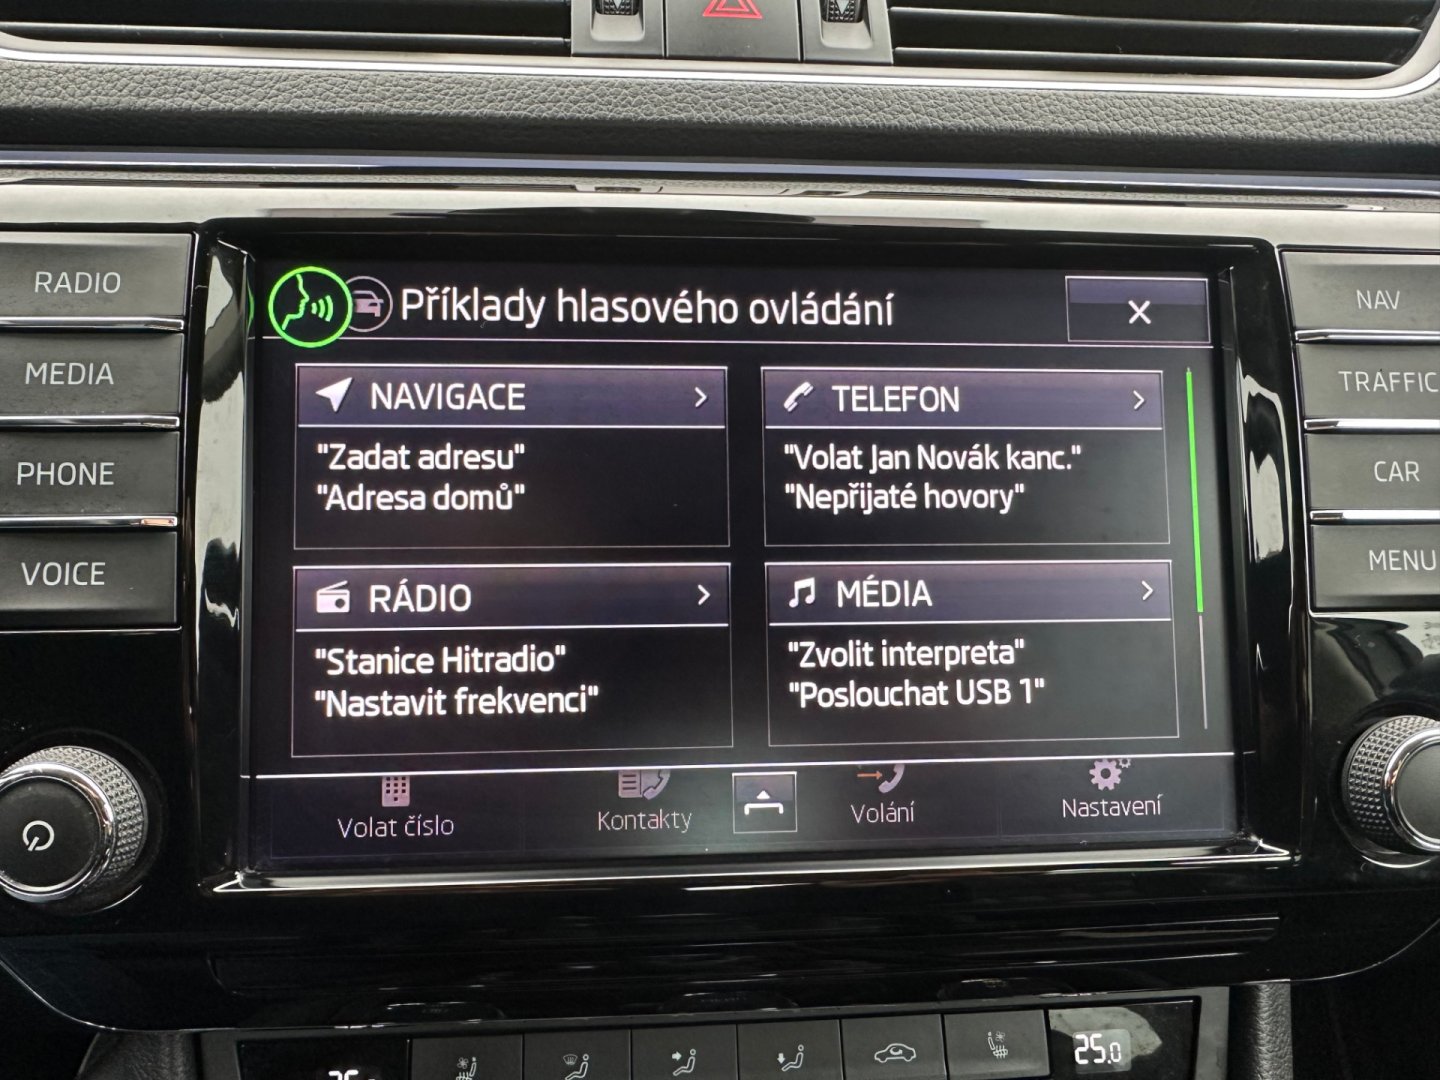 RADIO
MEDIA
PHONE
VOICE
Příklady hlasového ovládání
NAVIGACE
"Zadat adresu"
"Adresa domů"
TELEFON
"Volat Jan Novák kanc."
"Nepřijaté hovory"
RÁDIO
"Stanice Hitradio"
"Nastavit frekvenci"
MÉDIA
"Zvolit interpreta"
"Poslouchat USB 1"
Volat číslo
Kontakty
Volání
Nastavení
NAV
TRAFFIC
CAR
MENU
25.0